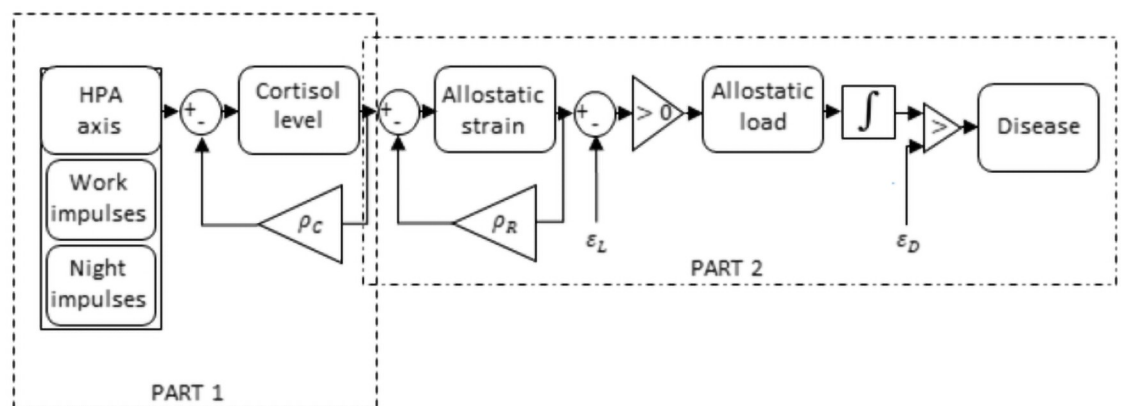 HPA
axis
Work
impulses
Night
impulses
+
-
Cortisol
level
ρC
PART 1
+
-
Allostatic
strain
ρR
+
-
εL
> 0
Allostatic
load
∫
>
εD
Disease
PART 2